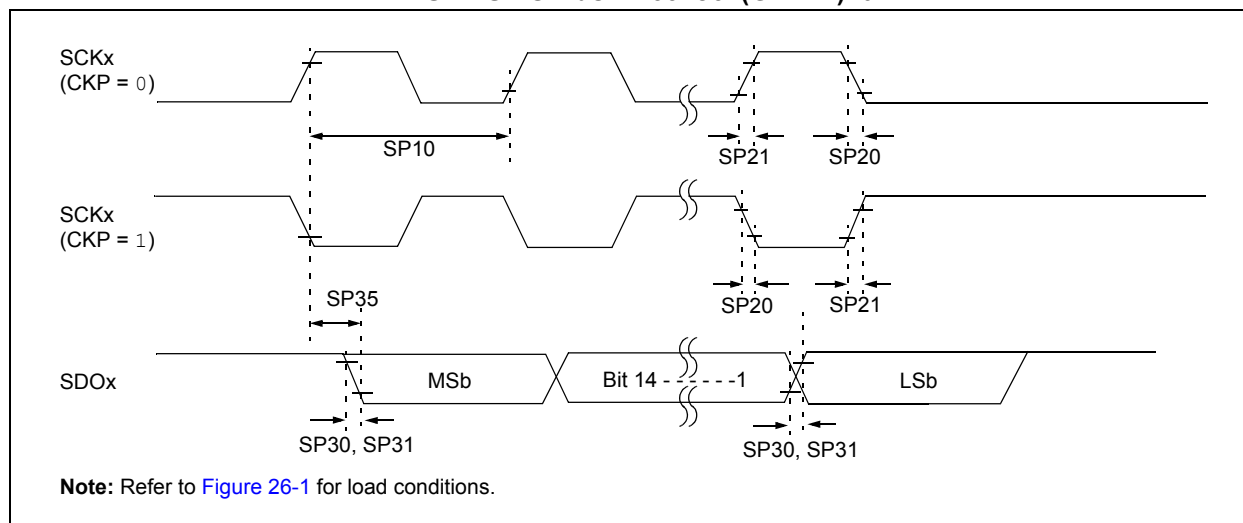 SCKx
(CKP = 0)
SP10
SP21
SP20
SCKx
(CKP = 1)
SP35
SP20
SP21
SDOx
MSb
Bit 14 - - - - - -1
LSb
SP30, SP31
SP30, SP31
Note: Refer to Figure 26-1 for load conditions.